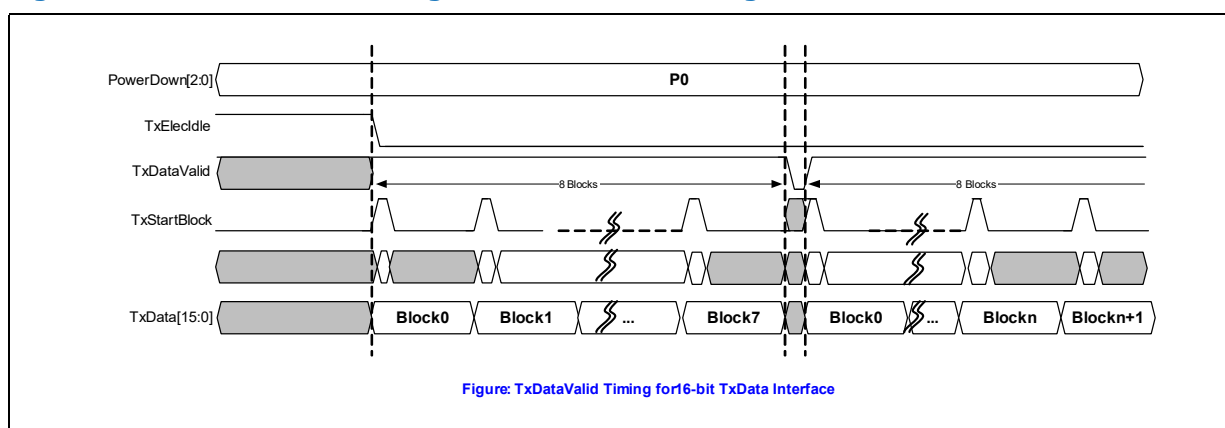 PowerDown[2:0]
P0
TxElecIdle
TxDataValid
8 Blocks
8 Blocks
TxStartBlock
TxData[15:0]
Block0
Block1
...
Block7
Block0
...
Blockn
Blockn+1
Figure: TxDataValid Timing for16-bit TxData Interface